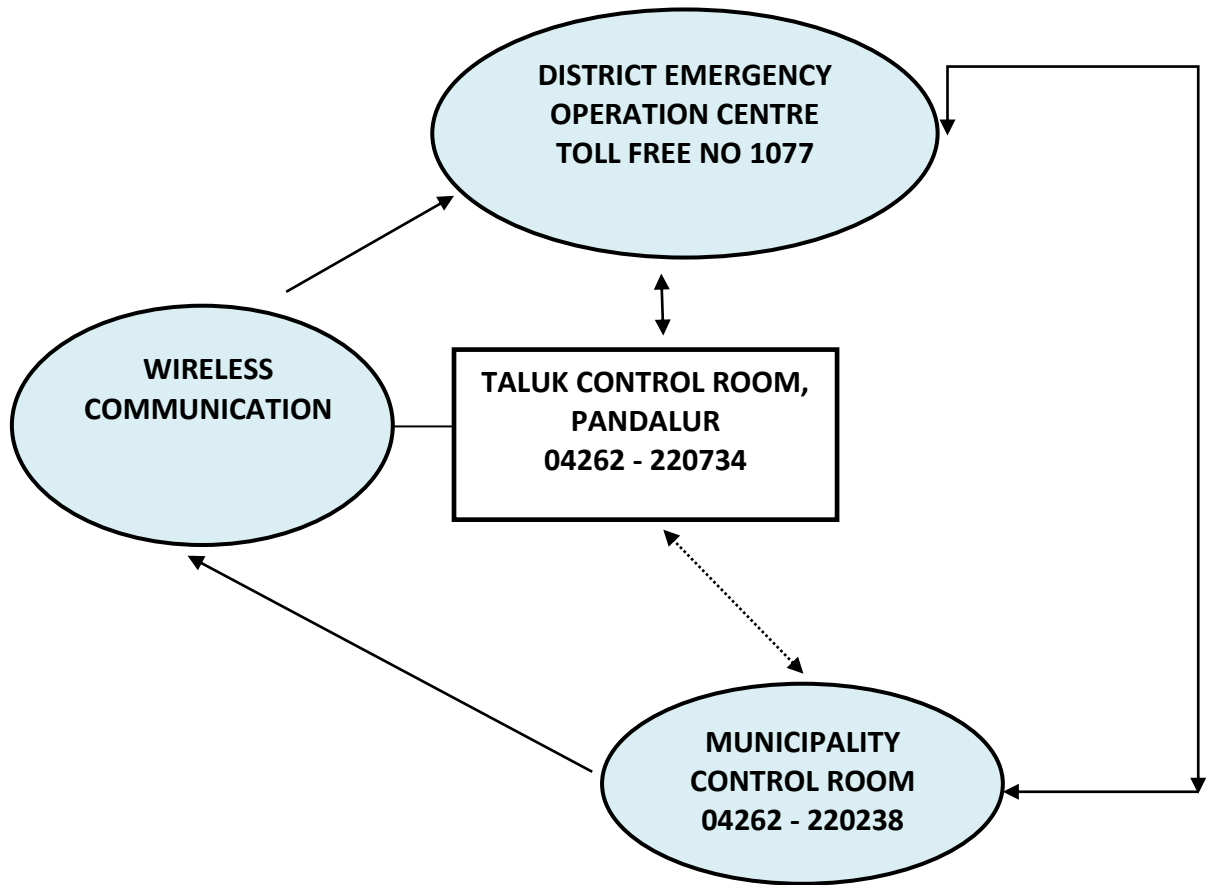 DISTRICT EMERGENCY
OPERATION CENTRE
TOLL FREE NO 1077
WIRELESS
COMMUNICATION
TALUK CONTROL ROOM,
PANDALUR
04262 - 220734
MUNICIPALITY
CONTROL ROOM
04262 - 220238